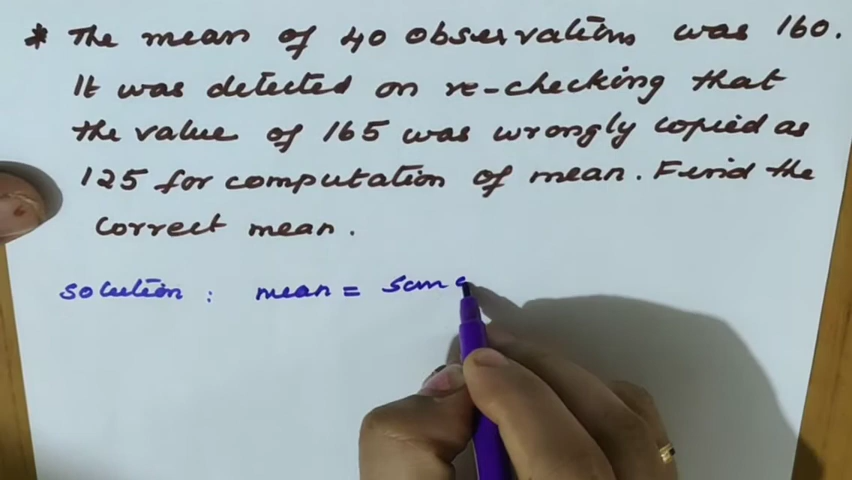 * The mean of 40 observations was 160.
It was detected on re-checking that
the value of 165 was wrongly copied as
125 for computation of mean. Find the
correct mean.
solution : mean = sum